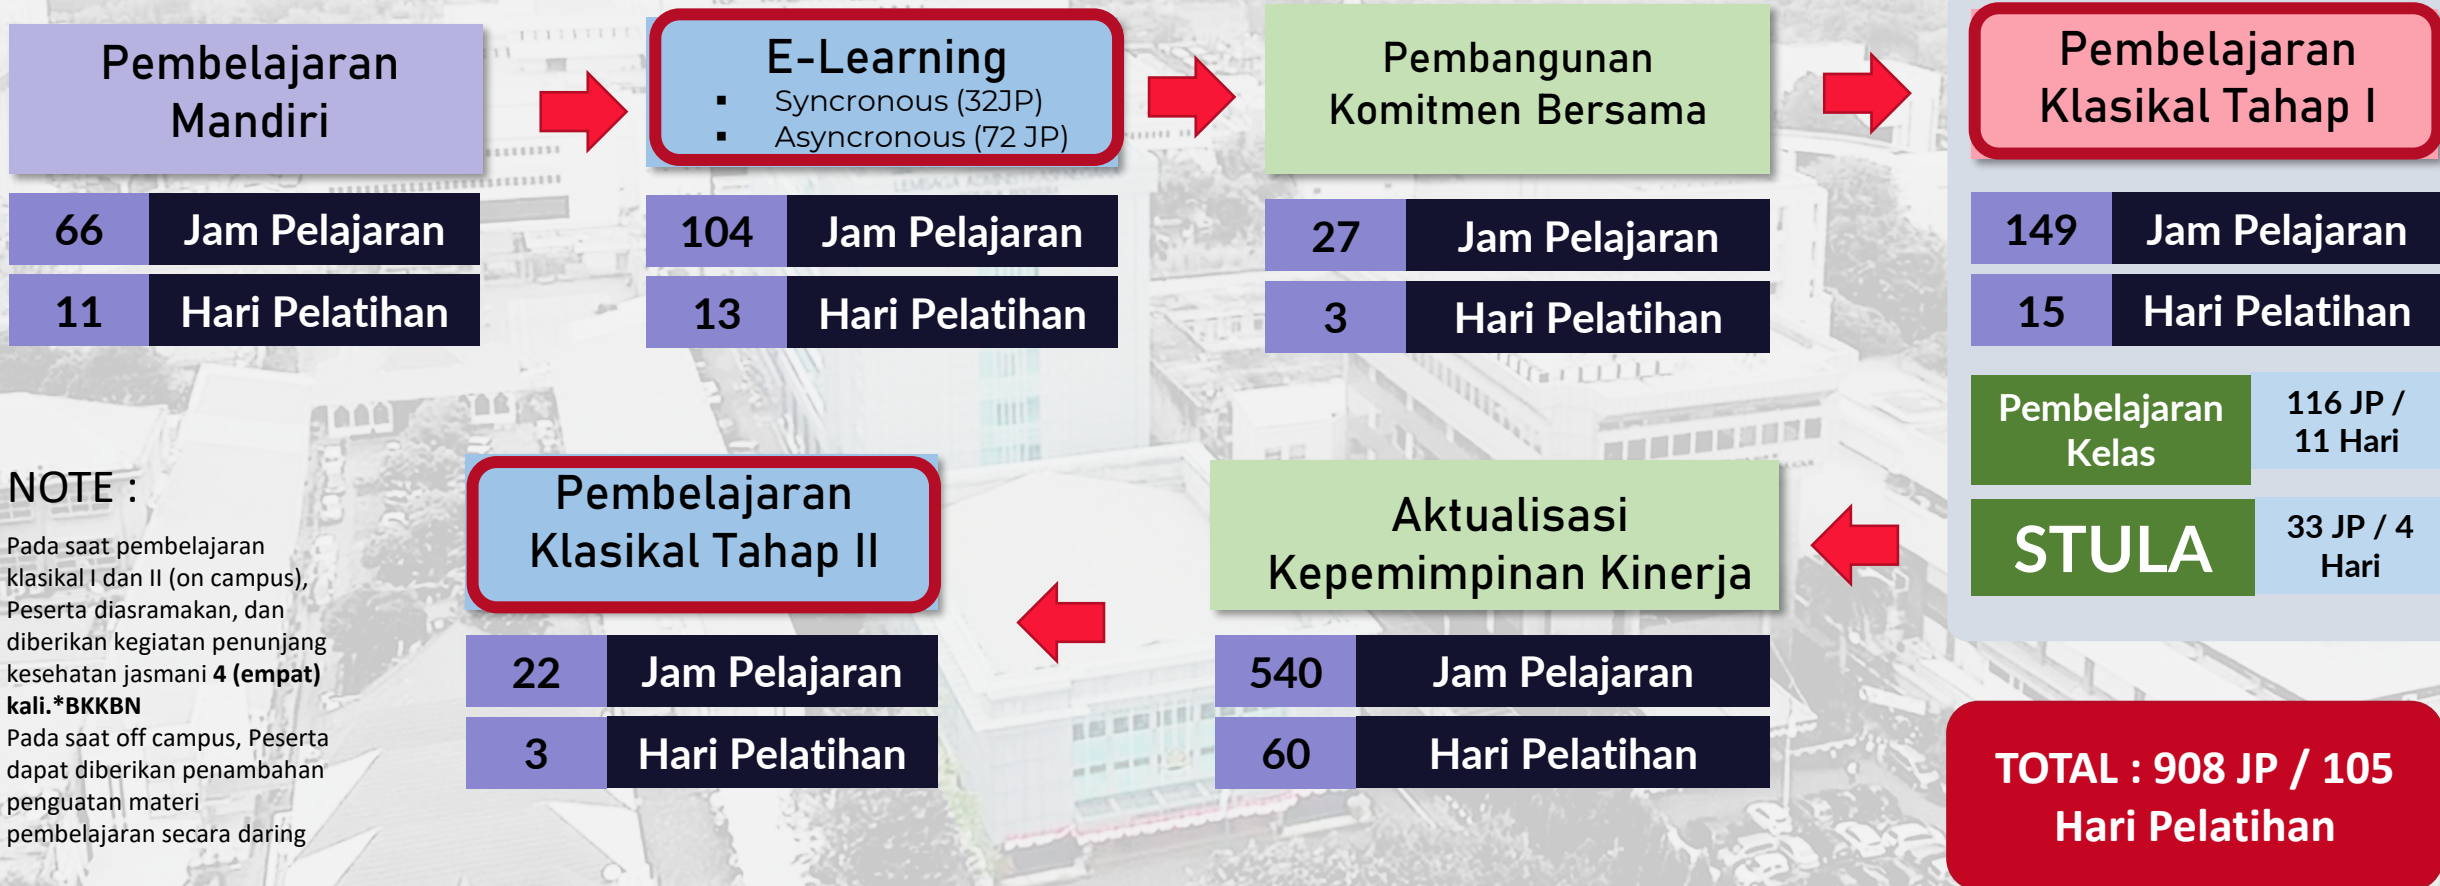 Pembelajaran
Mandiri
66 Jam Pelajaran
11 Hari Pelatihan
E-Learning
▪ Syncronous (32JP)
▪ Asyncronous (72 JP)
104 Jam Pelajaran
13 Hari Pelatihan
Pembangunan
Komitmen Bersama
27 Jam Pelajaran
3 Hari Pelatihan
Pembelajaran
Klasikal Tahap I
149 Jam Pelajaran
15 Hari Pelatihan
Pembelajaran
Kelas
116 JP /
11 Hari
STULA
33 JP / 4
Hari
Aktualisasi
Kepemimpinan Kinerja
540 Jam Pelajaran
60 Hari Pelatihan
Pembelajaran
Klasikal Tahap II
22 Jam Pelajaran
3 Hari Pelatihan
NOTE :
Pada saat pembelajaran
klasikal I dan II (on campus),
Peserta diasramakan, dan
diberikan kegiatan penunjang
kesehatan jasmani 4 (empat)
kali.*BKKBN
Pada saat off campus, Peserta
dapat diberikan penambahan
penguatan materi
pembelajaran secara daring
TOTAL : 908 JP / 105
Hari Pelatihan